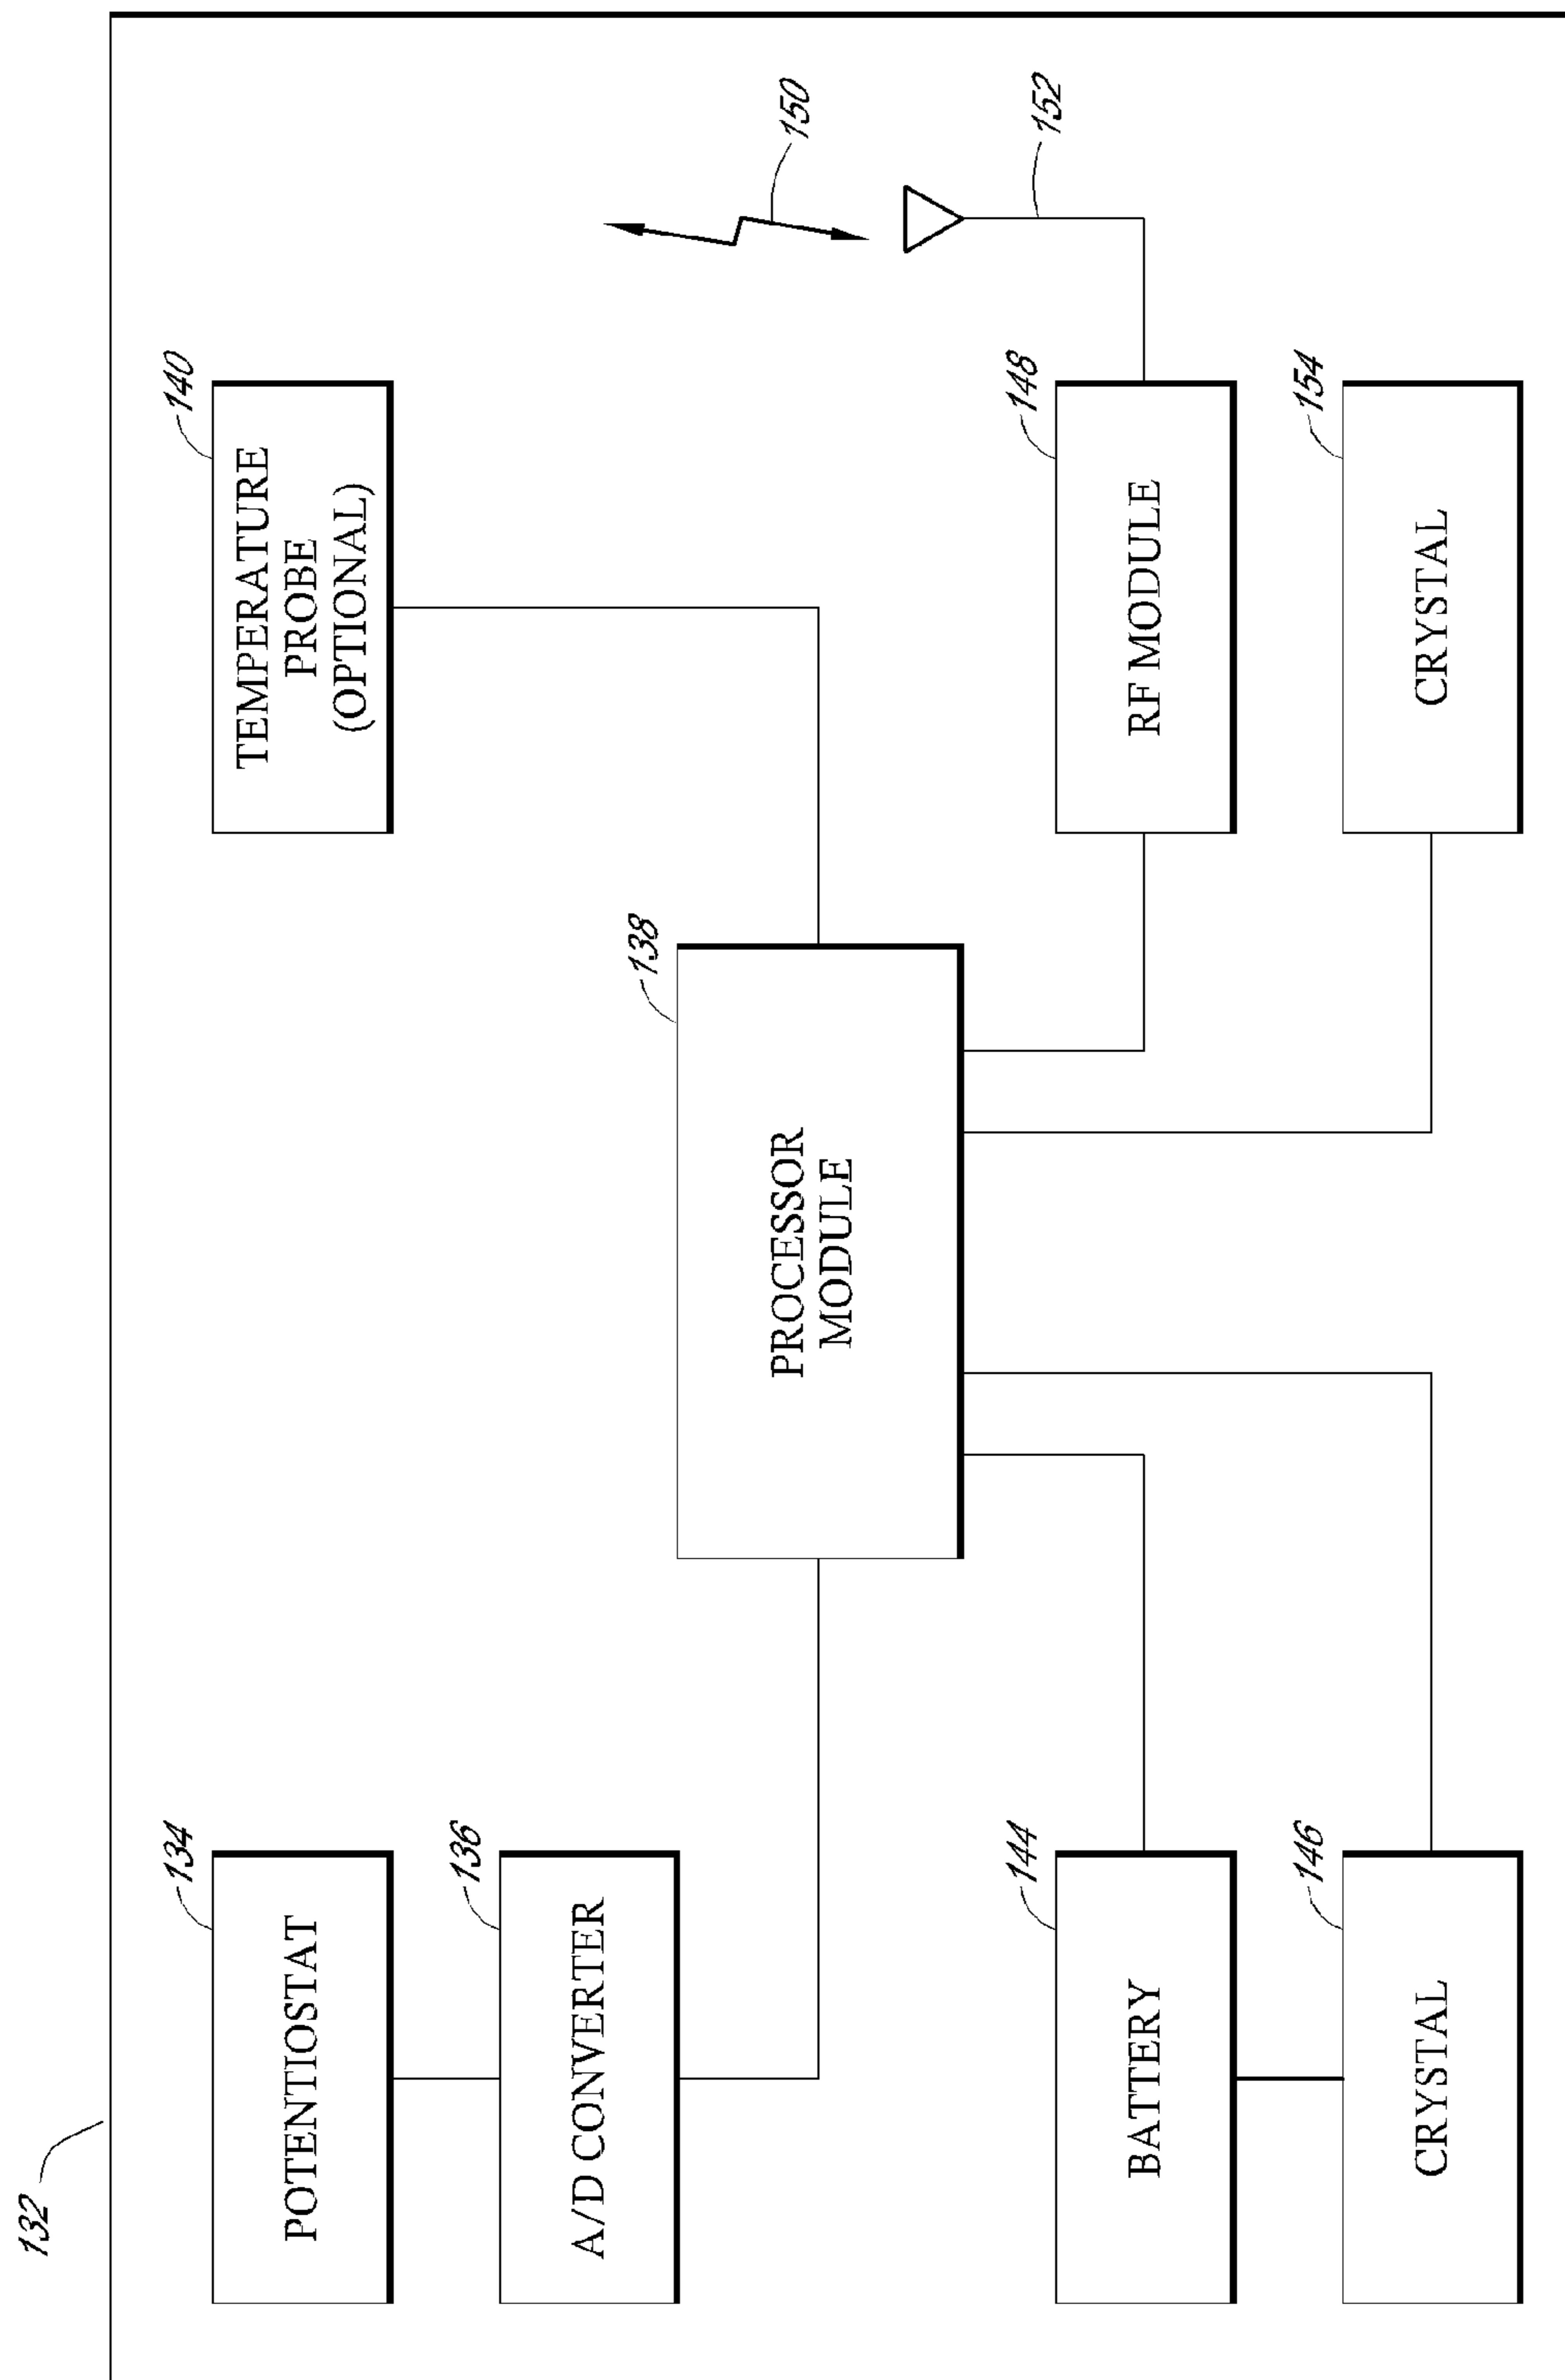 132
134
POTENTIOSTAT
136
A/D CONVERTER
138
PROCESSOR
MODULE
140
TEMPERATURE
PROBE
(OPTIONAL)
144
BATTERY
146
CRYSTAL
148
RF MODULE
150
152
154
CRYSTAL